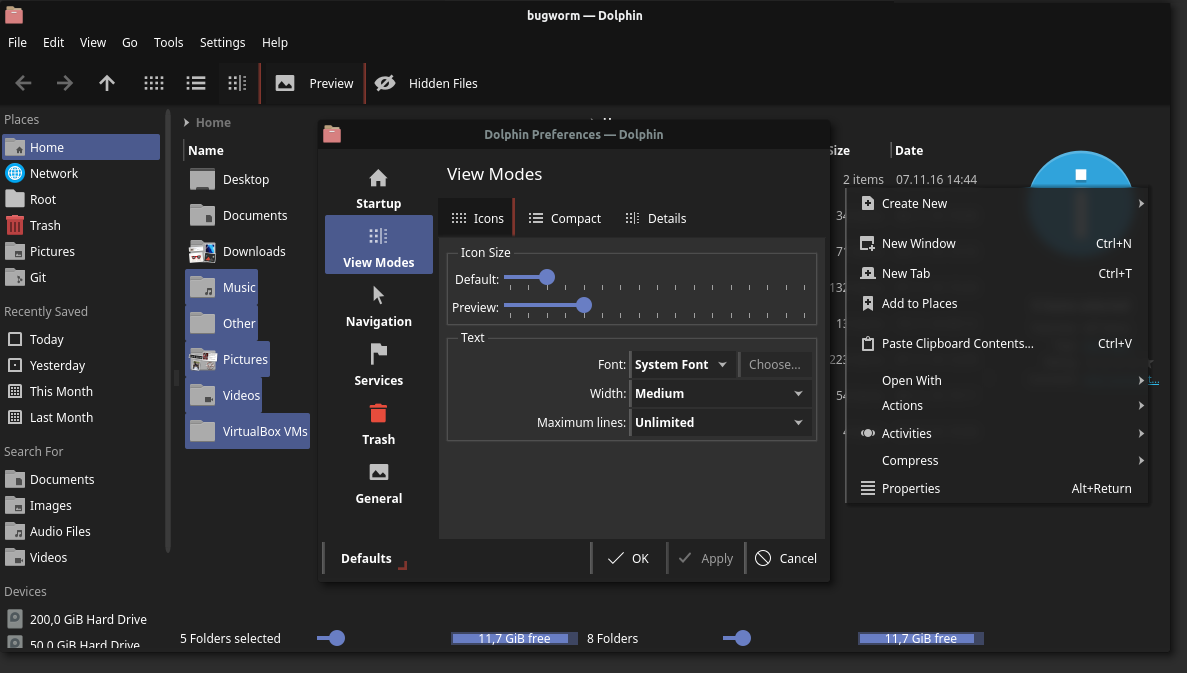 bugworm — Dolphin
File Edit View Go Tools Settings Help
Preview Hidden Files
Places
Home
Network
Root
Trash
Pictures
Git
Recently Saved
Today
Yesterday
This Month
Last Month
Search For
Documents
Images
Audio Files
Videos
Devices
200,0 GiB Hard Drive
50,0 GiB Hard Drive
Home
Name
Desktop
Documents
Downloads
Music
Other
Pictures
Videos
VirtualBox VMs
5 Folders selected
11,7 GiB free
Dolphin Preferences — Dolphin
Startup
View Modes
Navigation
Services
Trash
General
View Modes
Icons Compact Details
Icon Size
Default:
Preview:
Text
Font: System Font Choose...
Width: Medium
Maximum lines: Unlimited
Defaults OK Apply Cancel
Date
2 items 07.11.16 14:44
Create New
New Window Ctrl+N
New Tab Ctrl+T
Add to Places
Paste Clipboard Contents... Ctrl+V
Open With
Actions
Activities
Compress
Properties Alt+Return
8 Folders
11,7 GiB free